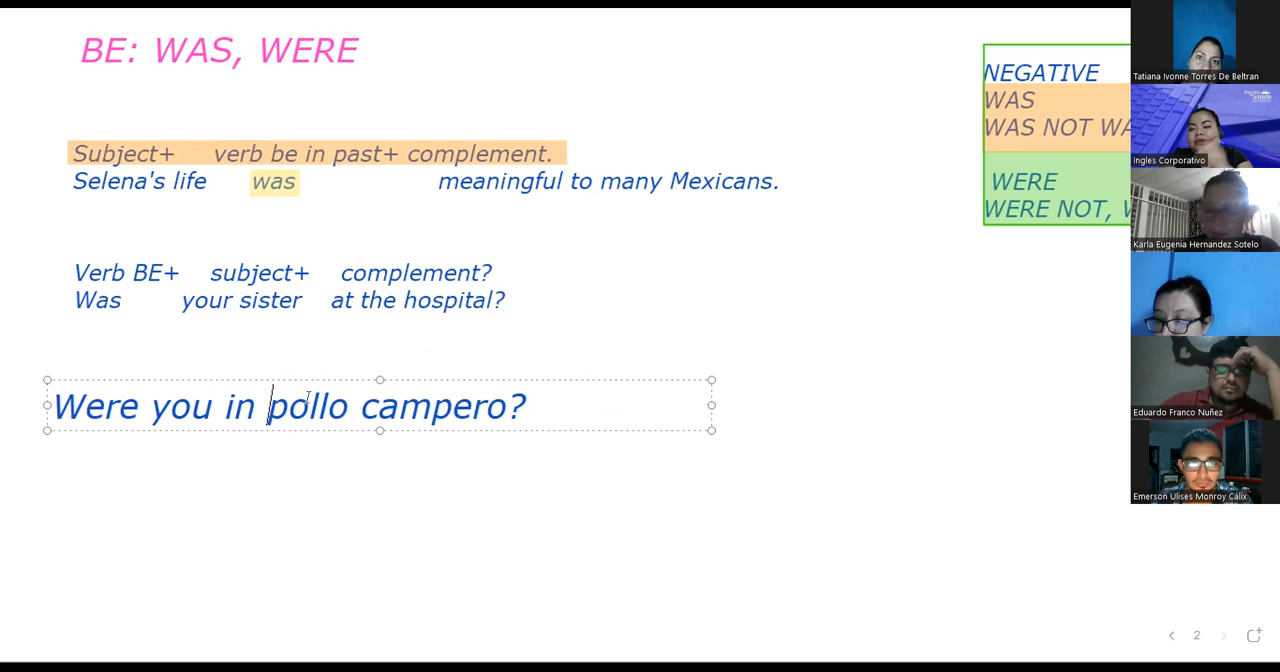 BE: WAS, WERE
NEGATIVE
WAS
WAS NOT WA
WERE
WERE NOT, W
Subject+ verb be in past+ complement.
Selena's life was meaningful to many Mexicans.
Verb BE+ subject+ complement?
Was your sister at the hospital?
Were you in pollo campero?
Tatiana Ivonne Torres De Beltran
Ingles Corporativo
Karla Eugenia Hernandez Sotelo
Eduardo Franco Nuñez
Emerson Ulises Monroy Cálix
2